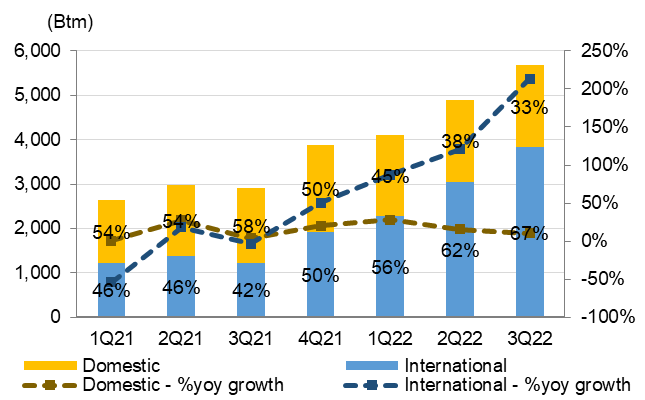 (Btm)
6,000 250%
5,000 200%
33%
150%
4,000 38%
50% 45% 100%
3,000
54% 54% 58% 50%
2,000 67% 0%
62%
1,000 46% 46% 42% 50% 56% -50%
0 -100%
1Q21 2Q21 3Q21 4Q21 1Q22 2Q22 3Q22
Domestic International
Domestic - %yoy growth International - %yoy growth